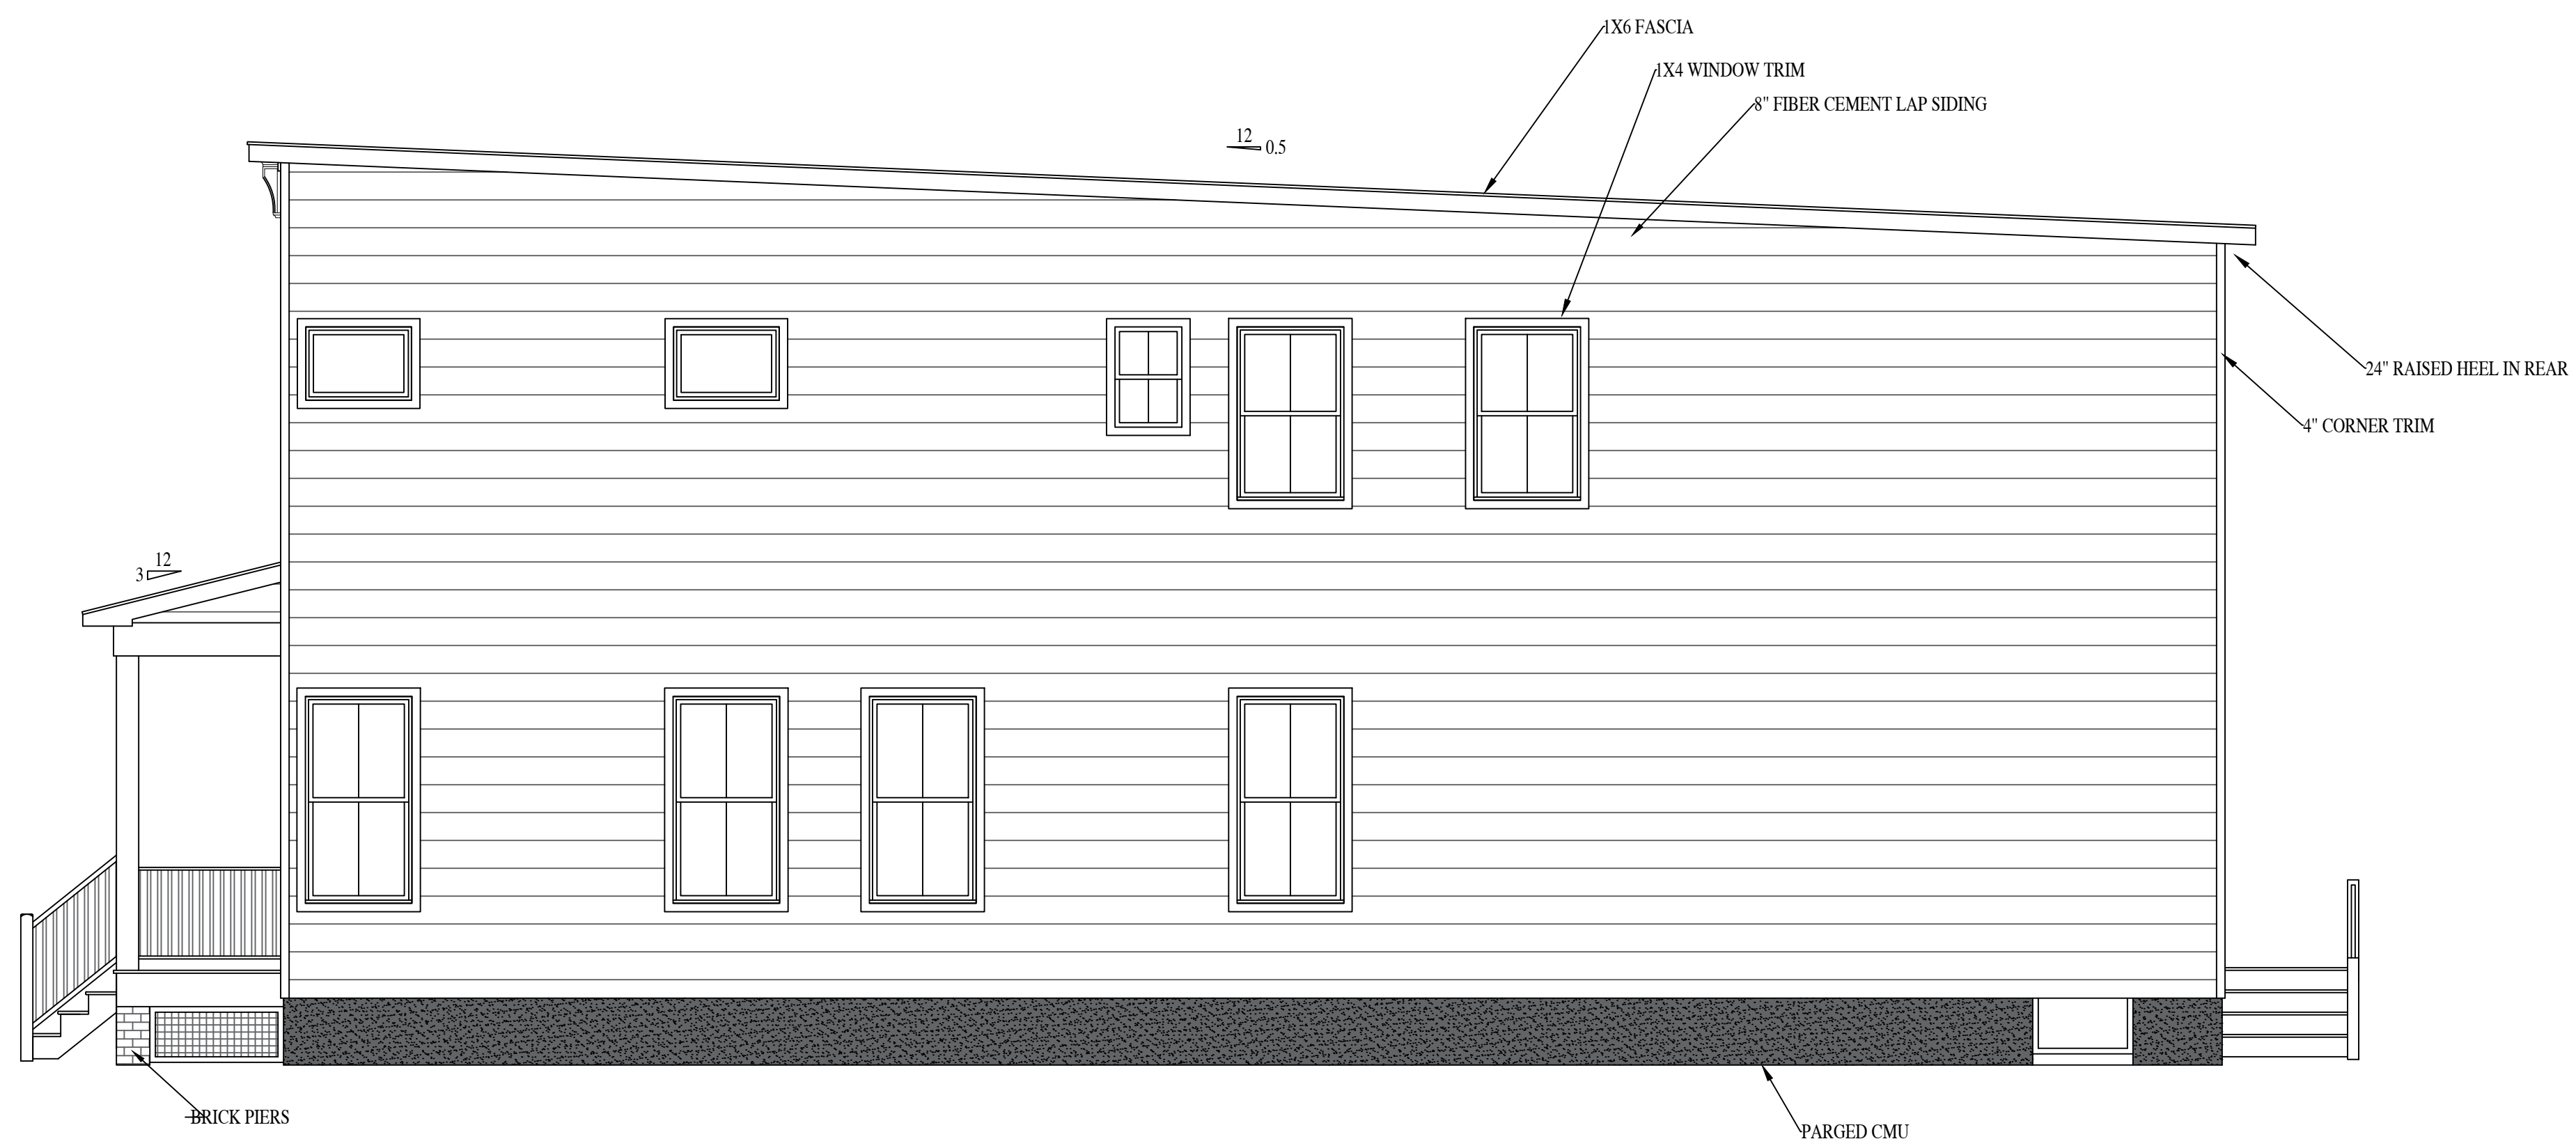 1X6 FASCIA
1X4 WINDOW TRIM
8" FIBER CEMENT LAP SIDING
12
0.5
24" RAISED HEEL IN REAR
4" CORNER TRIM
12
3
BRICK PIERS
PARGED CMU